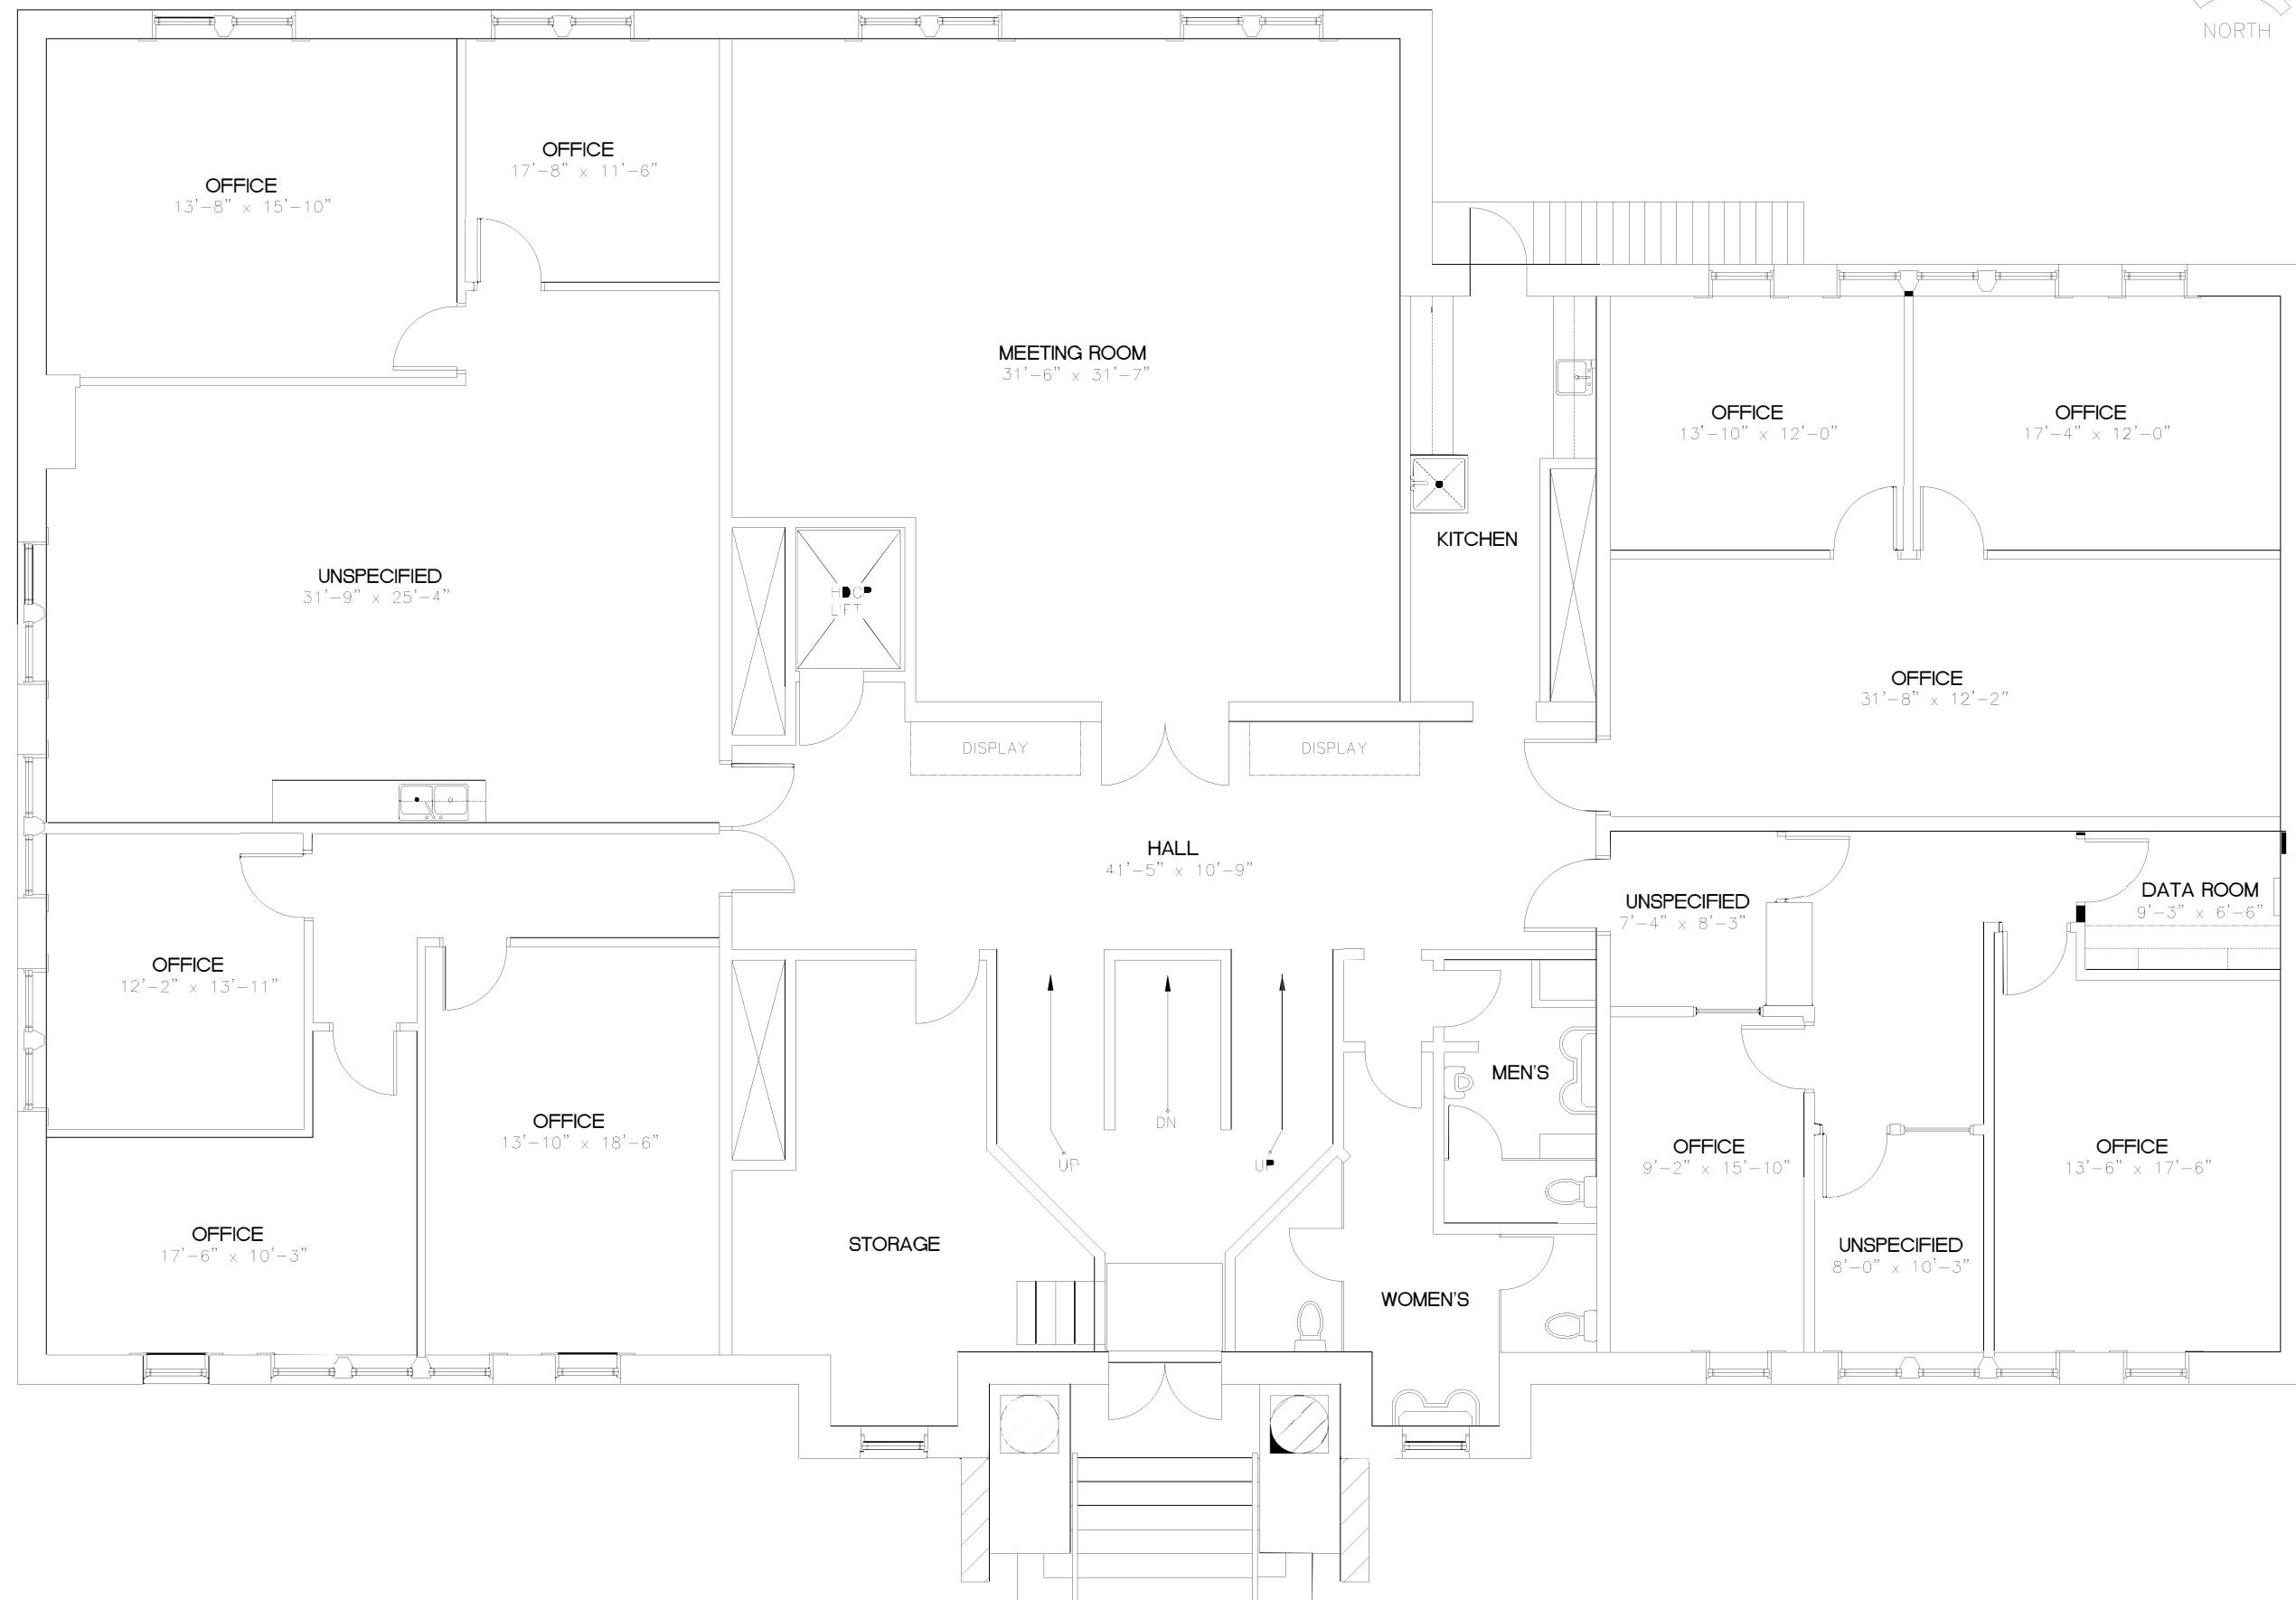 NORTH
OFFICE
17'-8" x 11'-6"
OFFICE
13'-8" x 15'-10"
MEETING ROOM
31'-6" x 31'-7"
OFFICE
13'-10" x 12'-0"
OFFICE
17'-4" x 12'-0"
KITCHEN
UNSPECIFIED
31'-9" x 25'-4"
HDCP
LIFT
OFFICE
31'-8" x 12'-2"
DISPLAY
DISPLAY
HALL
41'-5" x 10'-9"
UNSPECIFIED
7'-4" x 8'-3"
DATA ROOM
9'-3" x 6'-6"
OFFICE
12'-2" x 13'-11"
MEN'S
OFFICE
13'-10" x 18'-6"
DN
UP
UP
OFFICE
9'-2" x 15'-10"
OFFICE
13'-6" x 17'-6"
OFFICE
17'-6" x 10'-3"
STORAGE
UNSPECIFIED
8'-0" x 10'-3"
WOMEN'S